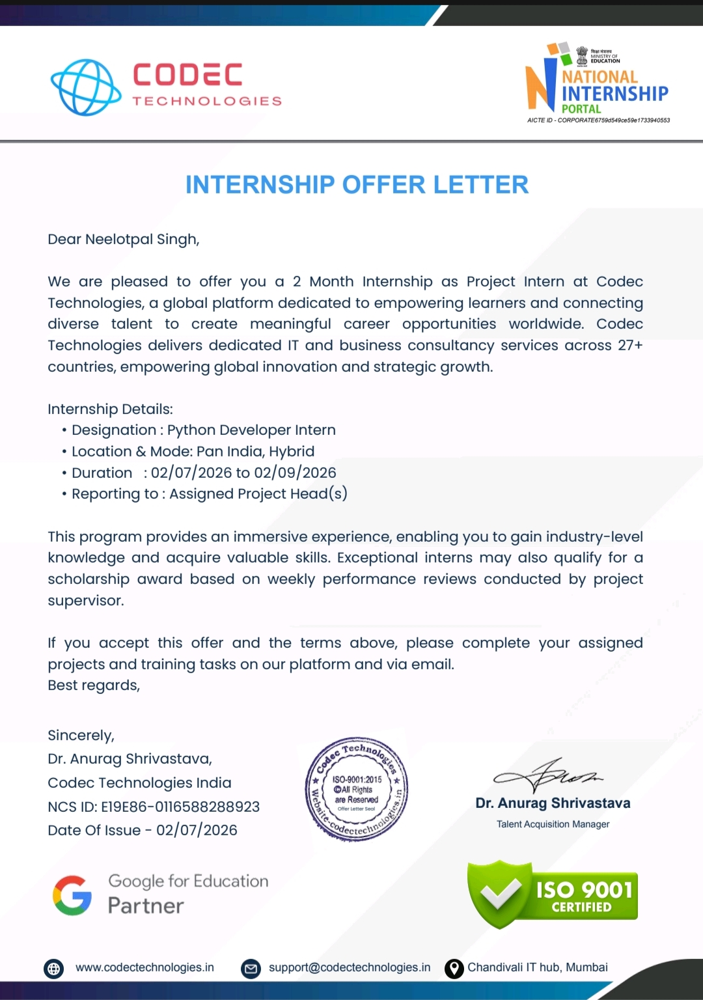 CODEC
TECHNOLOGIES
शिक्षा मंत्रालय
MINISTRY OF
EDUCATION
NATIONAL
INTERNSHIP
PORTAL
AICTE ID - CORPORATE6759d549ce59e1733940553
INTERNSHIP OFFER LETTER
Dear Neelotpal Singh,
We are pleased to offer you a 2 Month Internship as Project Intern at Codec
Technologies, a global platform dedicated to empowering learners and connecting
diverse talent to create meaningful career opportunities worldwide. Codec
Technologies delivers dedicated IT and business consultancy services across 27+
countries, empowering global innovation and strategic growth.
Internship Details:
• Designation : Python Developer Intern
• Location & Mode: Pan India, Hybrid
• Duration : 02/07/2026 to 02/09/2026
• Reporting to : Assigned Project Head(s)
This program provides an immersive experience, enabling you to gain industry-level
knowledge and acquire valuable skills. Exceptional interns may also qualify for a
scholarship award based on weekly performance reviews conducted by project
supervisor.
If you accept this offer and the terms above, please complete your assigned
projects and training tasks on our platform and via email.
Best regards,
Sincerely,
Dr. Anurag Shrivastava,
Codec Technologies India
NCS ID: E19E86-0116588288923
Date Of Issue - 02/07/2026
Codec Technologies
ISO-9001:2015
©All Rights
are Reserved
Offer Letter Seal
Website-codectechnologies.in
Dr. Anurag Shrivastava
Talent Acquisition Manager
Google for Education
Partner
ISO 9001
CERTIFIED
www.codectechnologies.in
support@codectechnologies.in
Chandivali IT hub, Mumbai